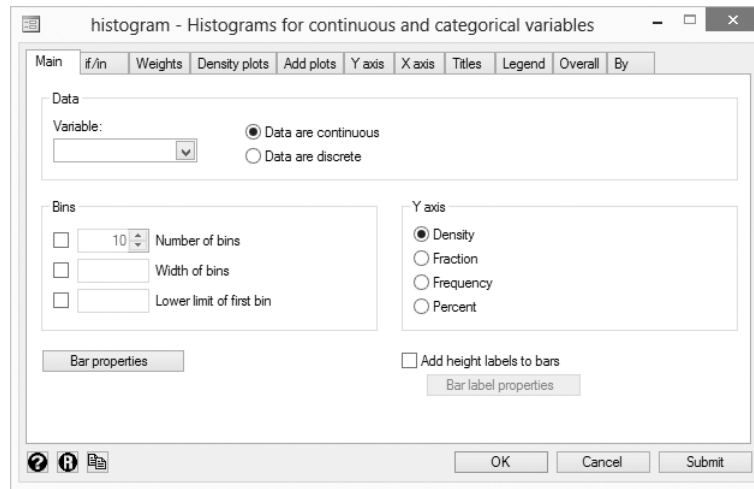 histogram - Histograms for continuous and categorical variables
Main if/in Weights Density plots Add plots Y axis X axis Titles Legend Overall By
Data
Variable:
Data are continuous
Data are discrete
Bins
10 Number of bins
Width of bins
Lower limit of first bin
Y axis
Density
Fraction
Frequency
Percent
Bar properties
Add height labels to bars
Bar label properties
? R
OK Cancel Submit